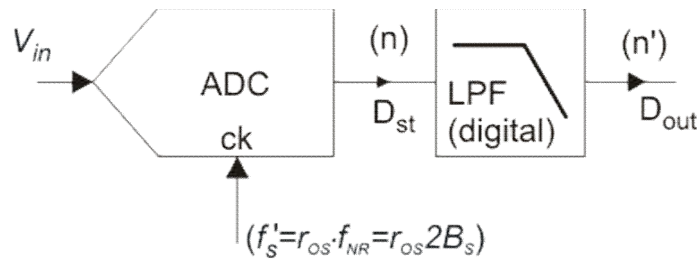 V_in
ADC
ck
(n)
D_st
LPF
(digital)
(n')
D_out
(f_s'=r_OS·f_NR=r_OS2B_S)